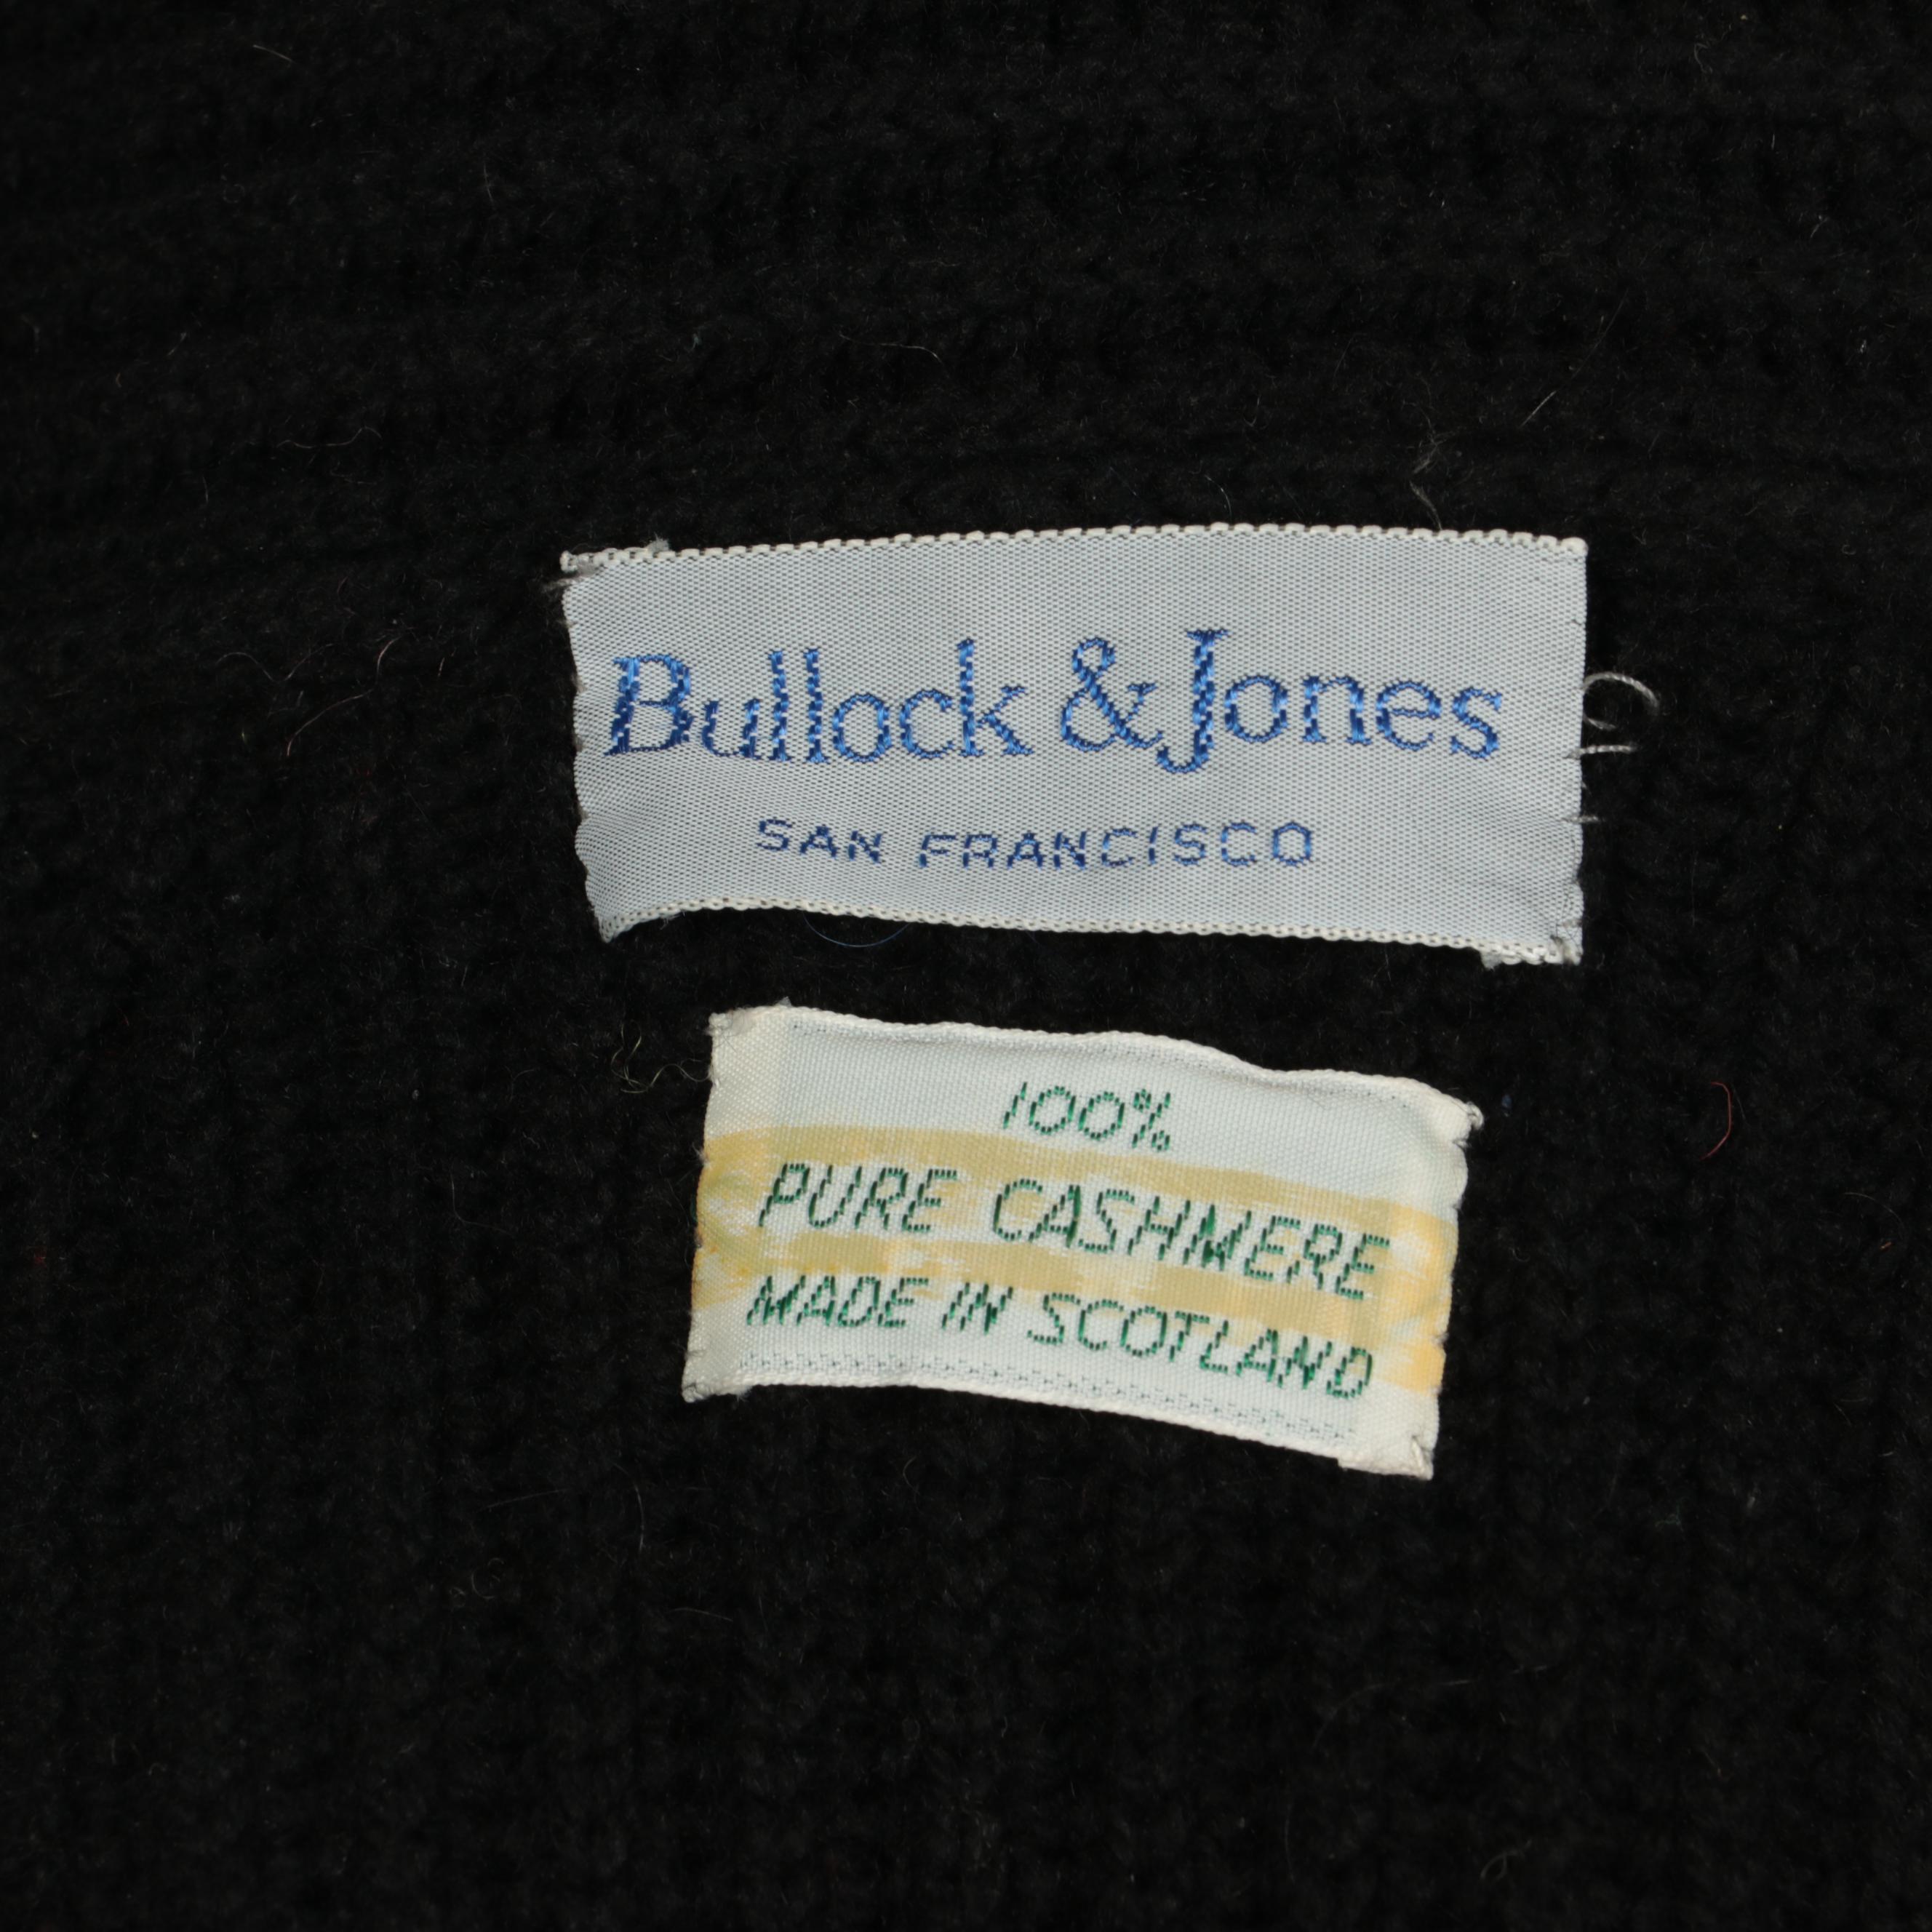 Bullock & Jones
SAN FRANCISCO
100%
PURE CASHMERE
MADE IN SCOTLAND